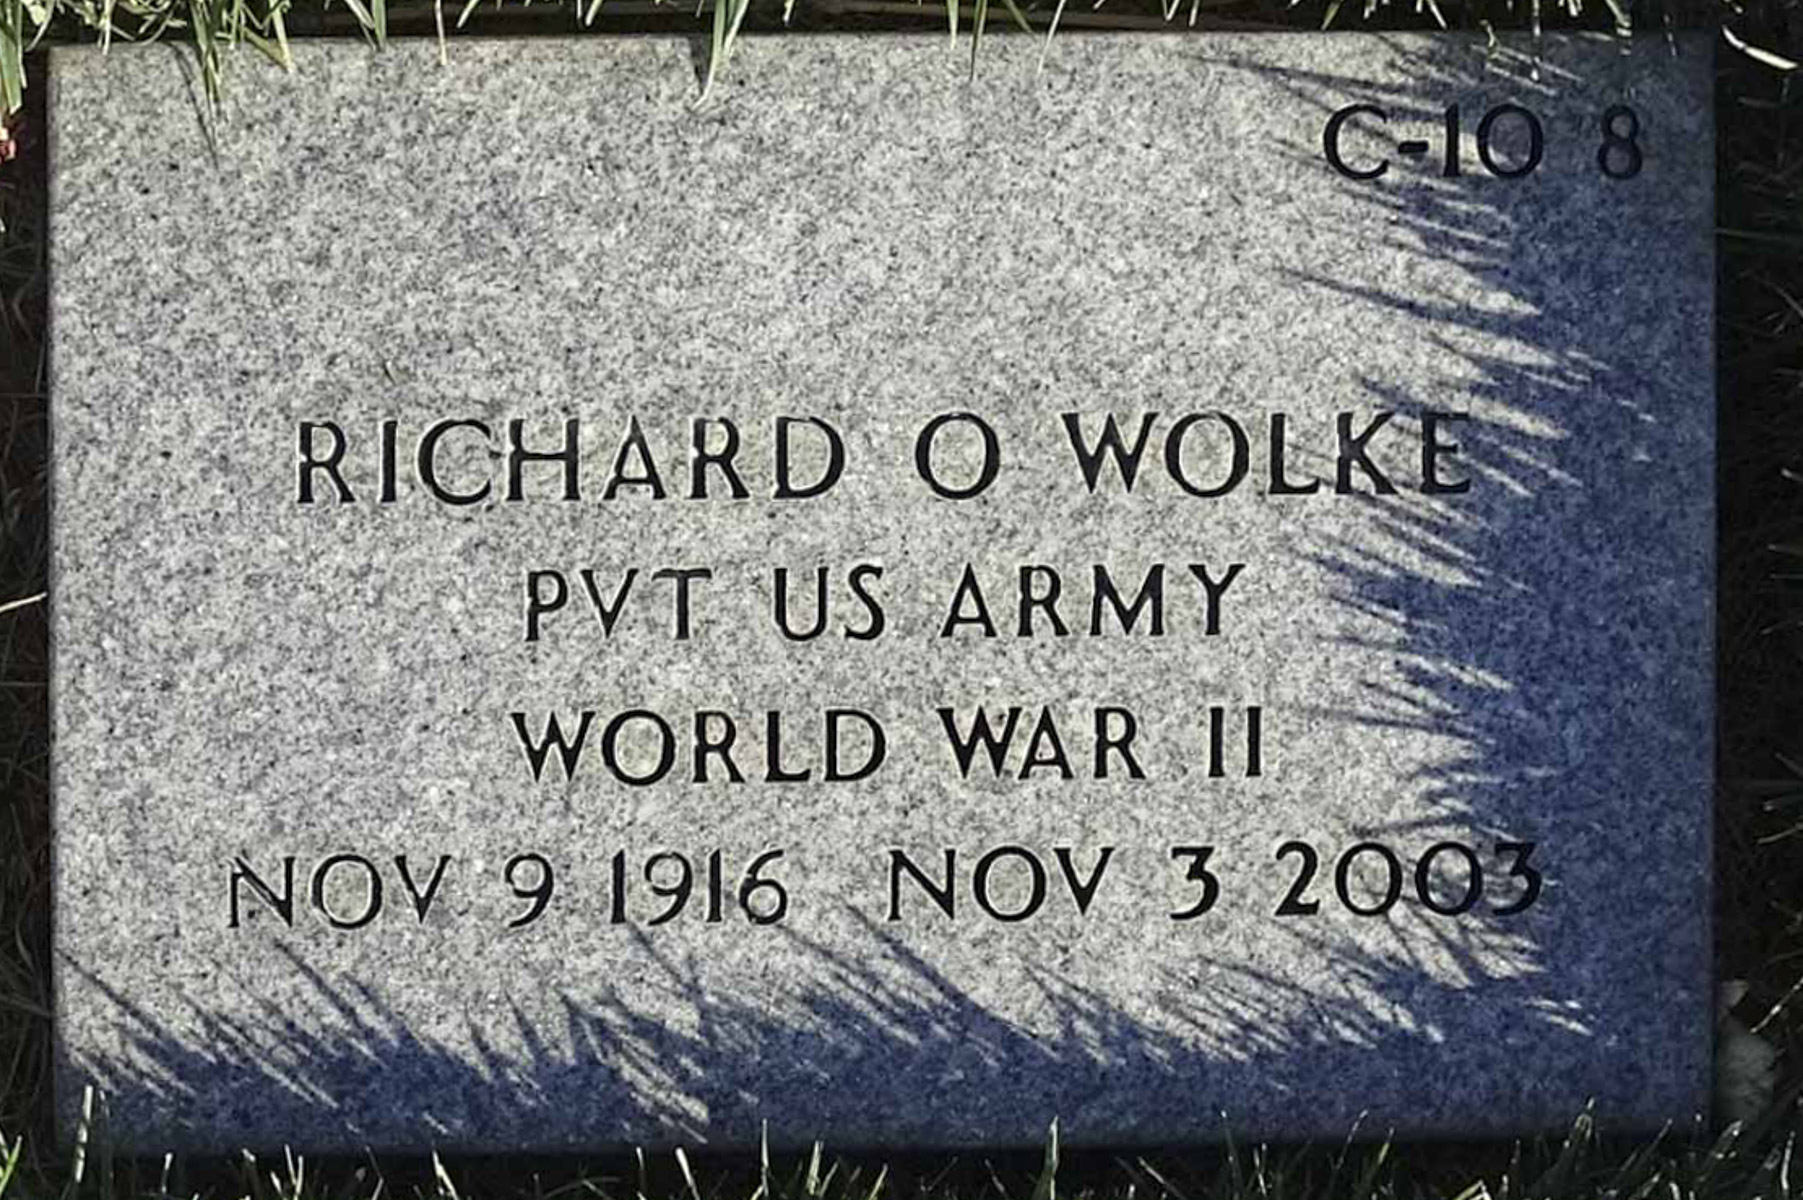 C-10 8
RICHARD O WOLKE
PVT US ARMY
WORLD WAR II
NOV 9 1916 NOV 3 2003